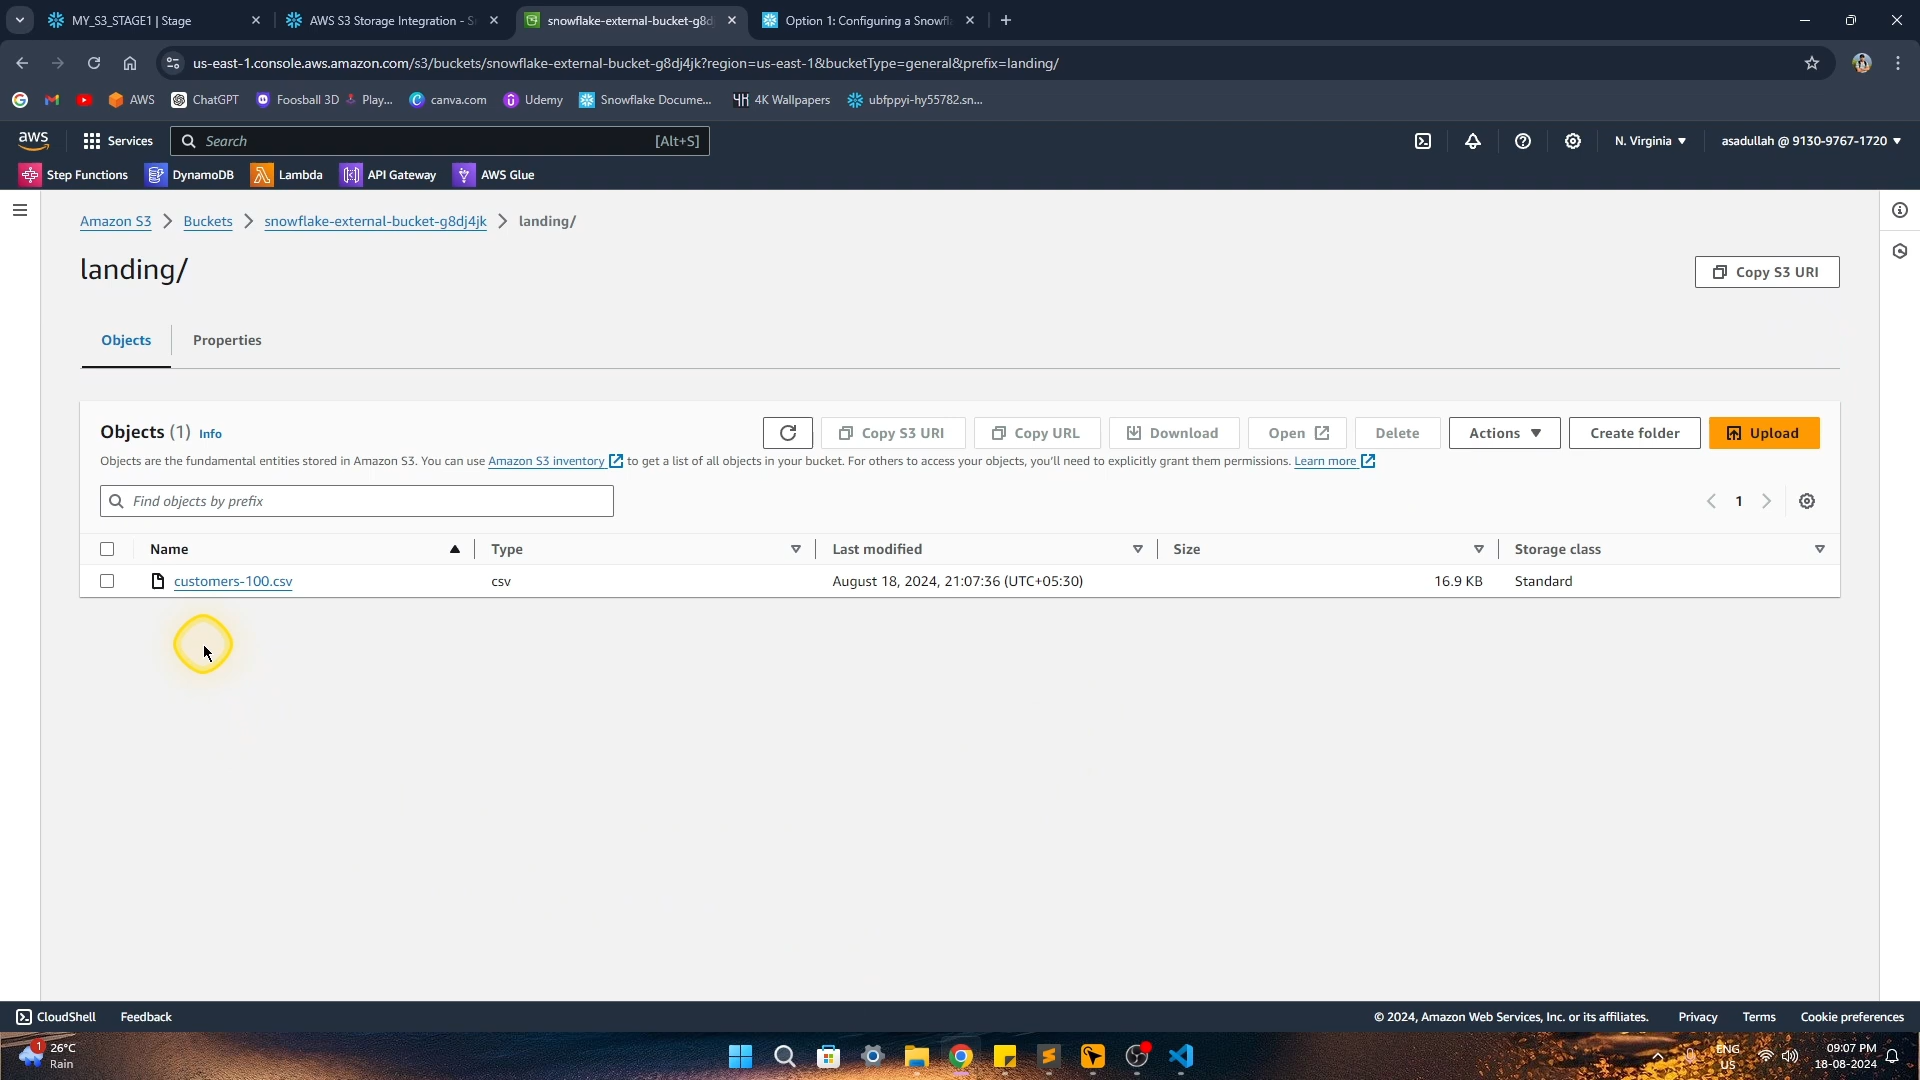 MY_S3_STAGE1 | Stage
AWS S3 Storage Integration - S
snowflake-external-bucket-g8d
Option 1: Configuring a Snowfl
us-east-1.console.aws.amazon.com/s3/buckets/snowflake-external-bucket-g8dj4jk?region=us-east-1&bucketType=general&prefix=landing/
AWS
ChatGPT
Foosball 3D
Play...
canva.com
Udemy
Snowflake Docume...
4K Wallpapers
ubfppyi-hy55782.sn...
aws
Services
Search
[Alt+S]
N. Virginia
asadullah @ 9130-9767-1720
Step Functions
DynamoDB
Lambda
API Gateway
AWS Glue
Amazon S3
Buckets
snowflake-external-bucket-g8dj4jk
landing/
landing/
Copy S3 URI
Objects
Properties
Objects (1) Info
Copy S3 URI
Copy URL
Download
Open
Delete
Actions
Create folder
Upload
Objects are the fundamental entities stored in Amazon S3. You can use Amazon S3 inventory to get a list of all objects in your bucket. For others to access your objects, you'll need to explicitly grant them permissions. Learn more
Find objects by prefix
1
Name
Type
Last modified
Size
Storage class
customers-100.csv
csv
August 18, 2024, 21:07:36 (UTC+05:30)
16.9 KB
Standard
CloudShell
Feedback
© 2024, Amazon Web Services, Inc. or its affiliates.
Privacy
Terms
Cookie preferences
1
26°C
Rain
ENG
US
09:07 PM
18-08-2024